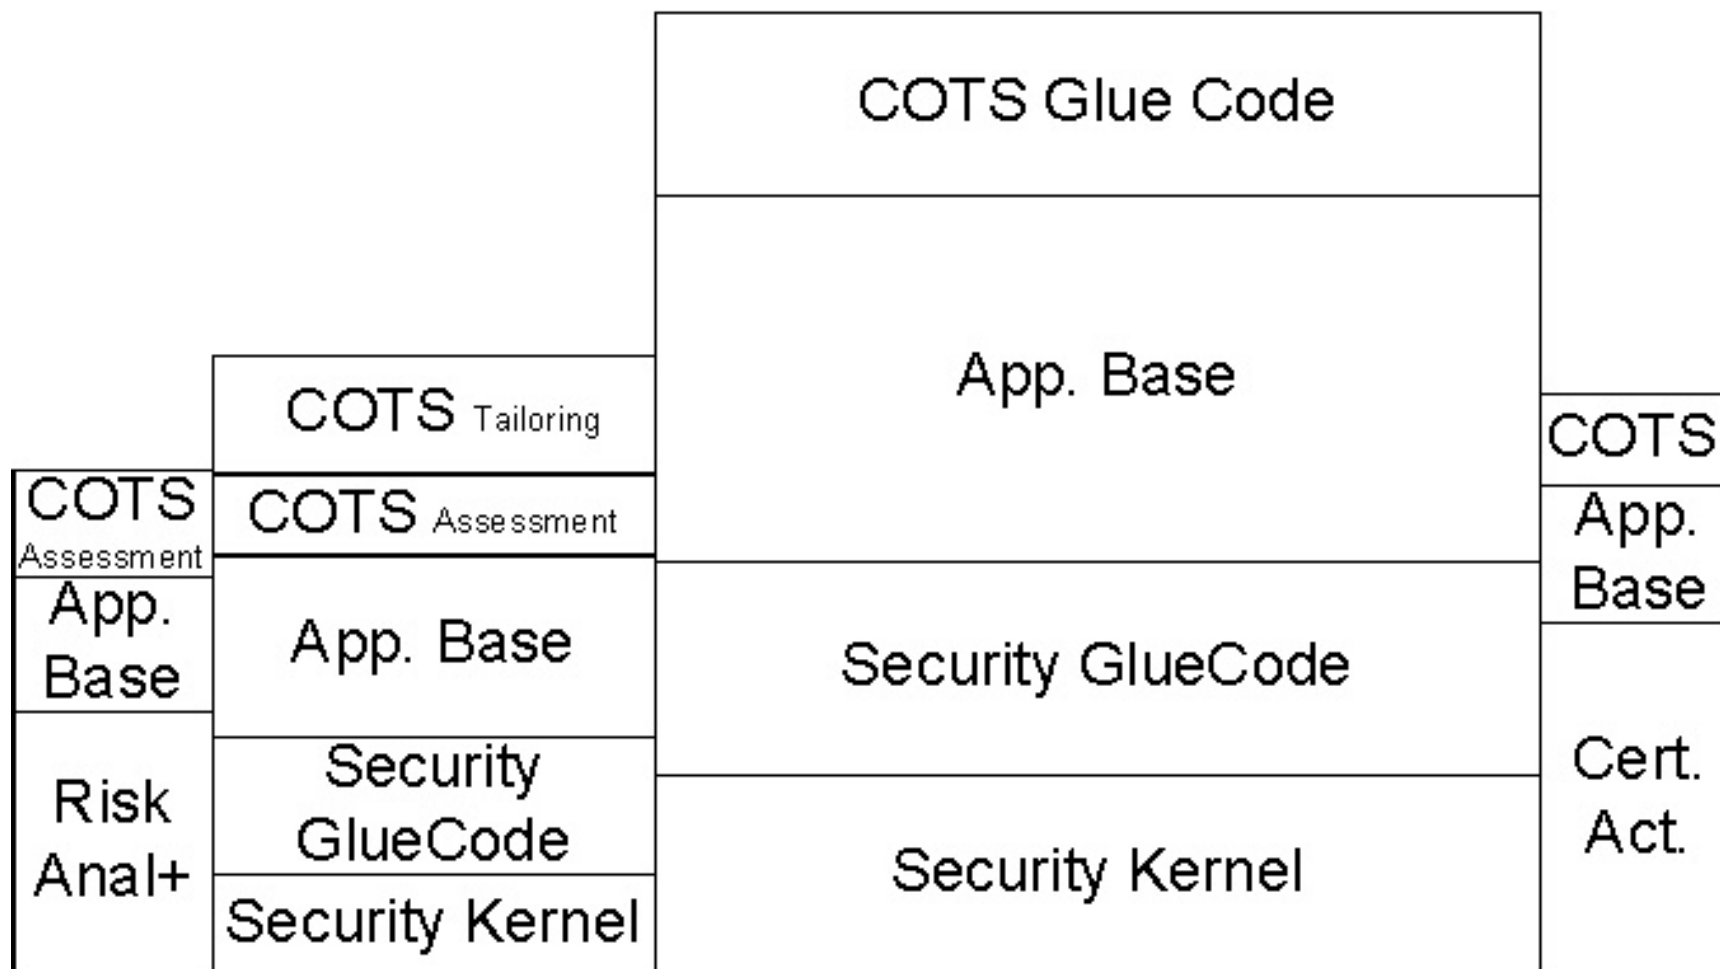 COTS
Assessment
App.
Base
Risk
Anal+
COTS Tailoring
COTS Assessment
App. Base
Security
GlueCode
Security Kernel
COTS Glue Code
App. Base
Security GlueCode
Security Kernel
COTS
App.
Base
Cert.
Act.